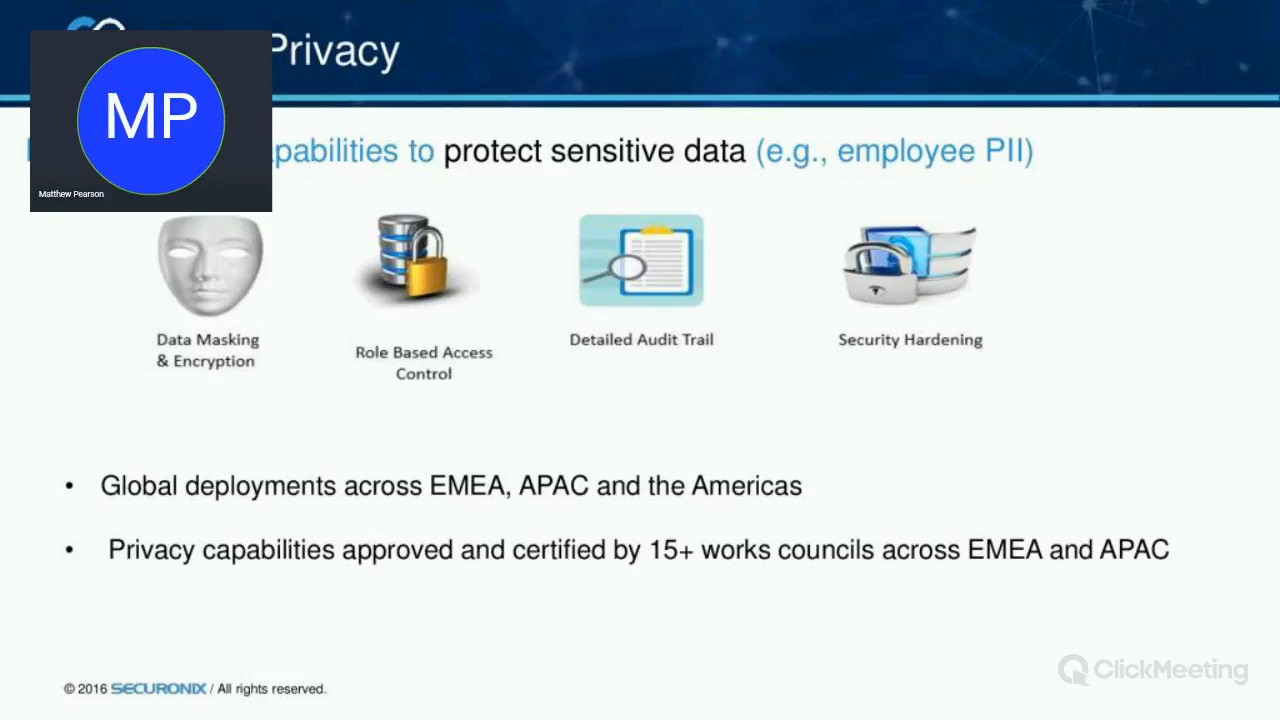 Privacy
MP
Matthew Pearson
pabilities to protect sensitive data (e.g., employee PII)
Data Masking
& Encryption
Role Based Access
Control
Detailed Audit Trail
Security Hardening
• Global deployments across EMEA, APAC and the Americas
• Privacy capabilities approved and certified by 15+ works councils across EMEA and APAC
© 2016 SECURONIX / All rights reserved.
ClickMeeting